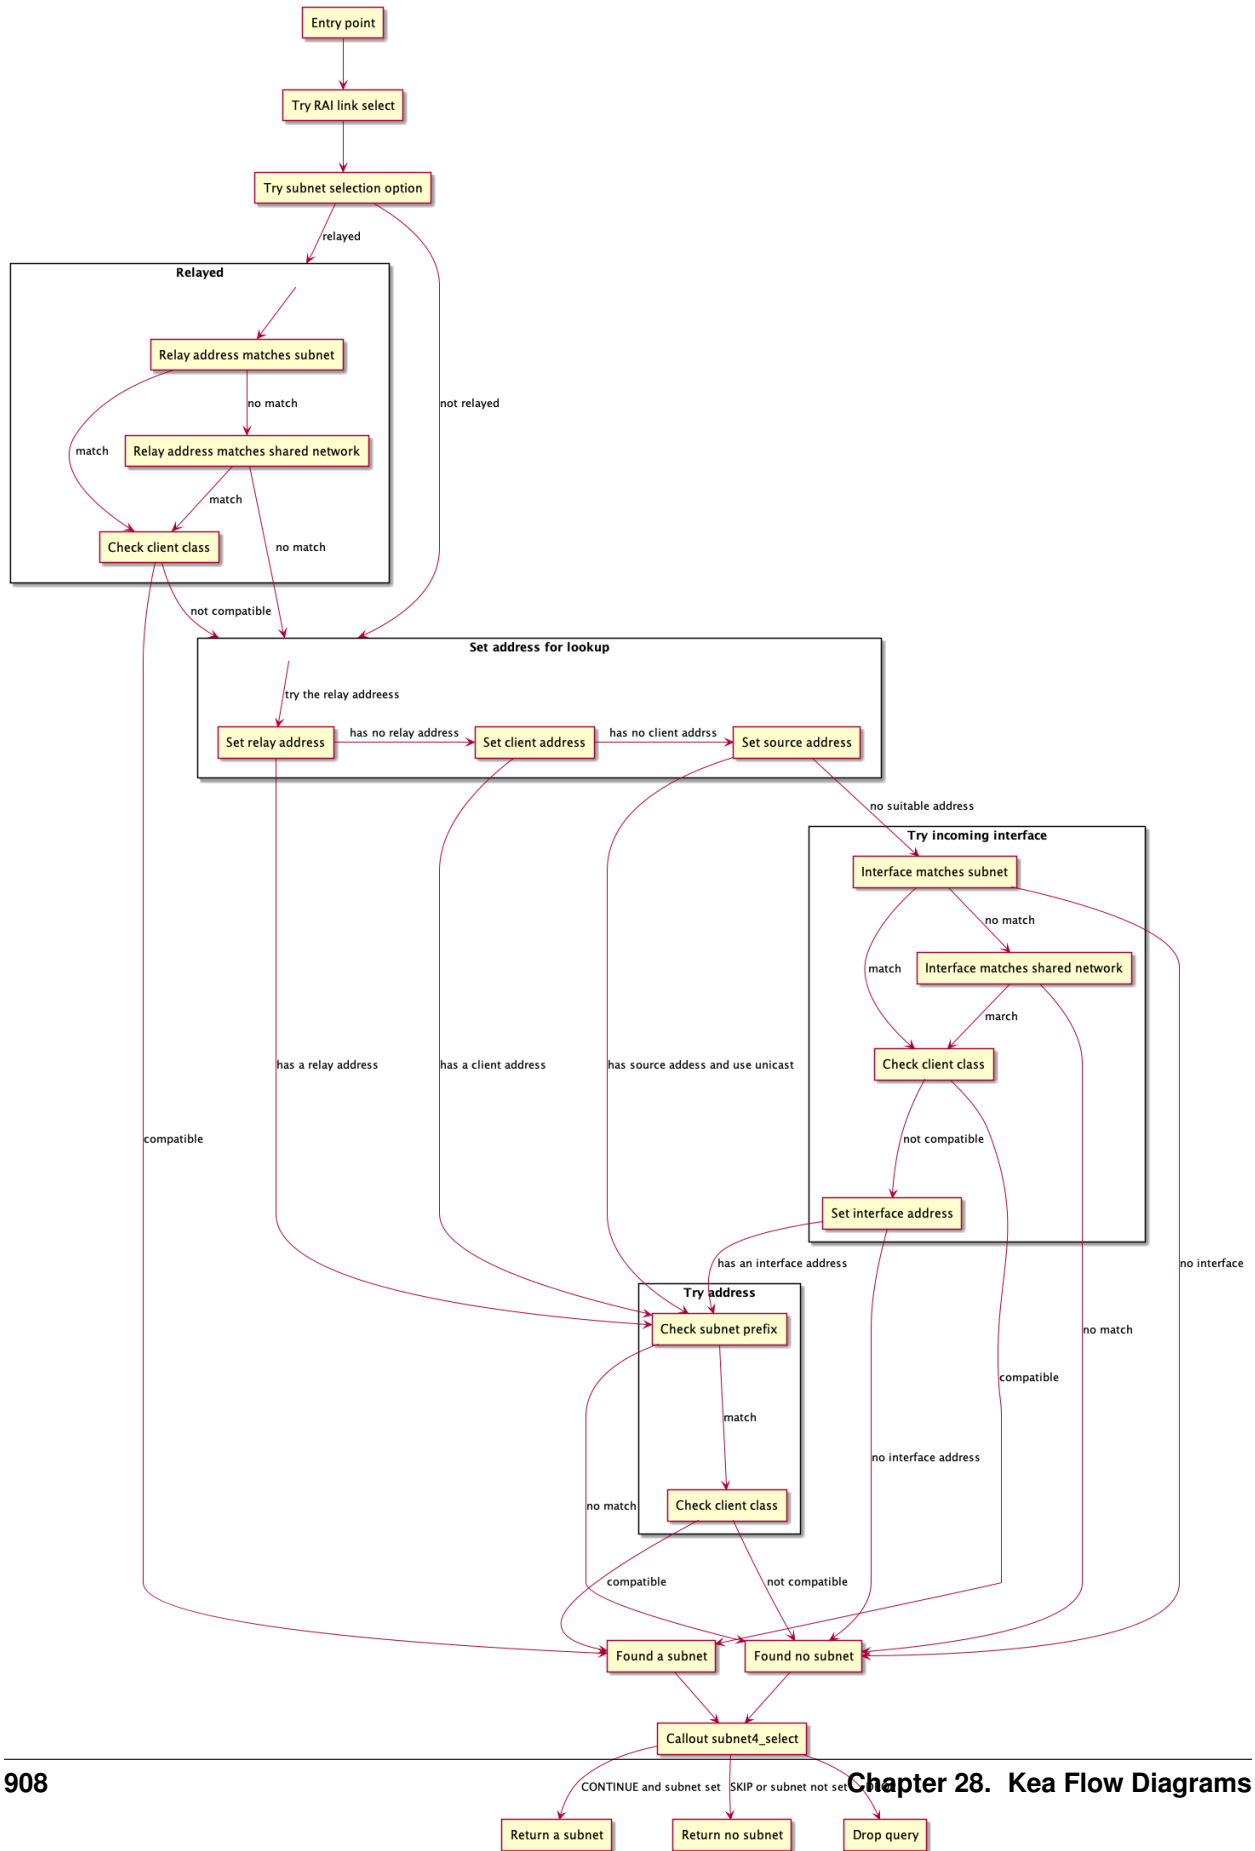 Entry point
Try RAI link select
Try subnet selection option
relayed
Relayed
Relay address matches subnet
no match
not relayed
match
Relay address matches shared network
match
Check client class
no match
not compatible
Set address for lookup
try the relay addreess
Set relay address
has no relay address
Set client address
has no client addrss
Set source address
no suitable address
Try incoming interface
Interface matches subnet
no match
match
Interface matches shared network
march
Check client class
has a relay address
has a client address
has source addess and use unicast
compatible
not compatible
Set interface address
has an interface address
no interface
Try address
Check subnet prefix
no match
compatible
match
no interface address
Check client class
no match
compatible
not compatible
Found a subnet
Found no subnet
Callout subnet4_select
908
Chapter 28. Kea Flow Diagrams
CONTINUE and subnet set
SKIP or subnet not set
Return a subnet
Return no subnet
Drop query